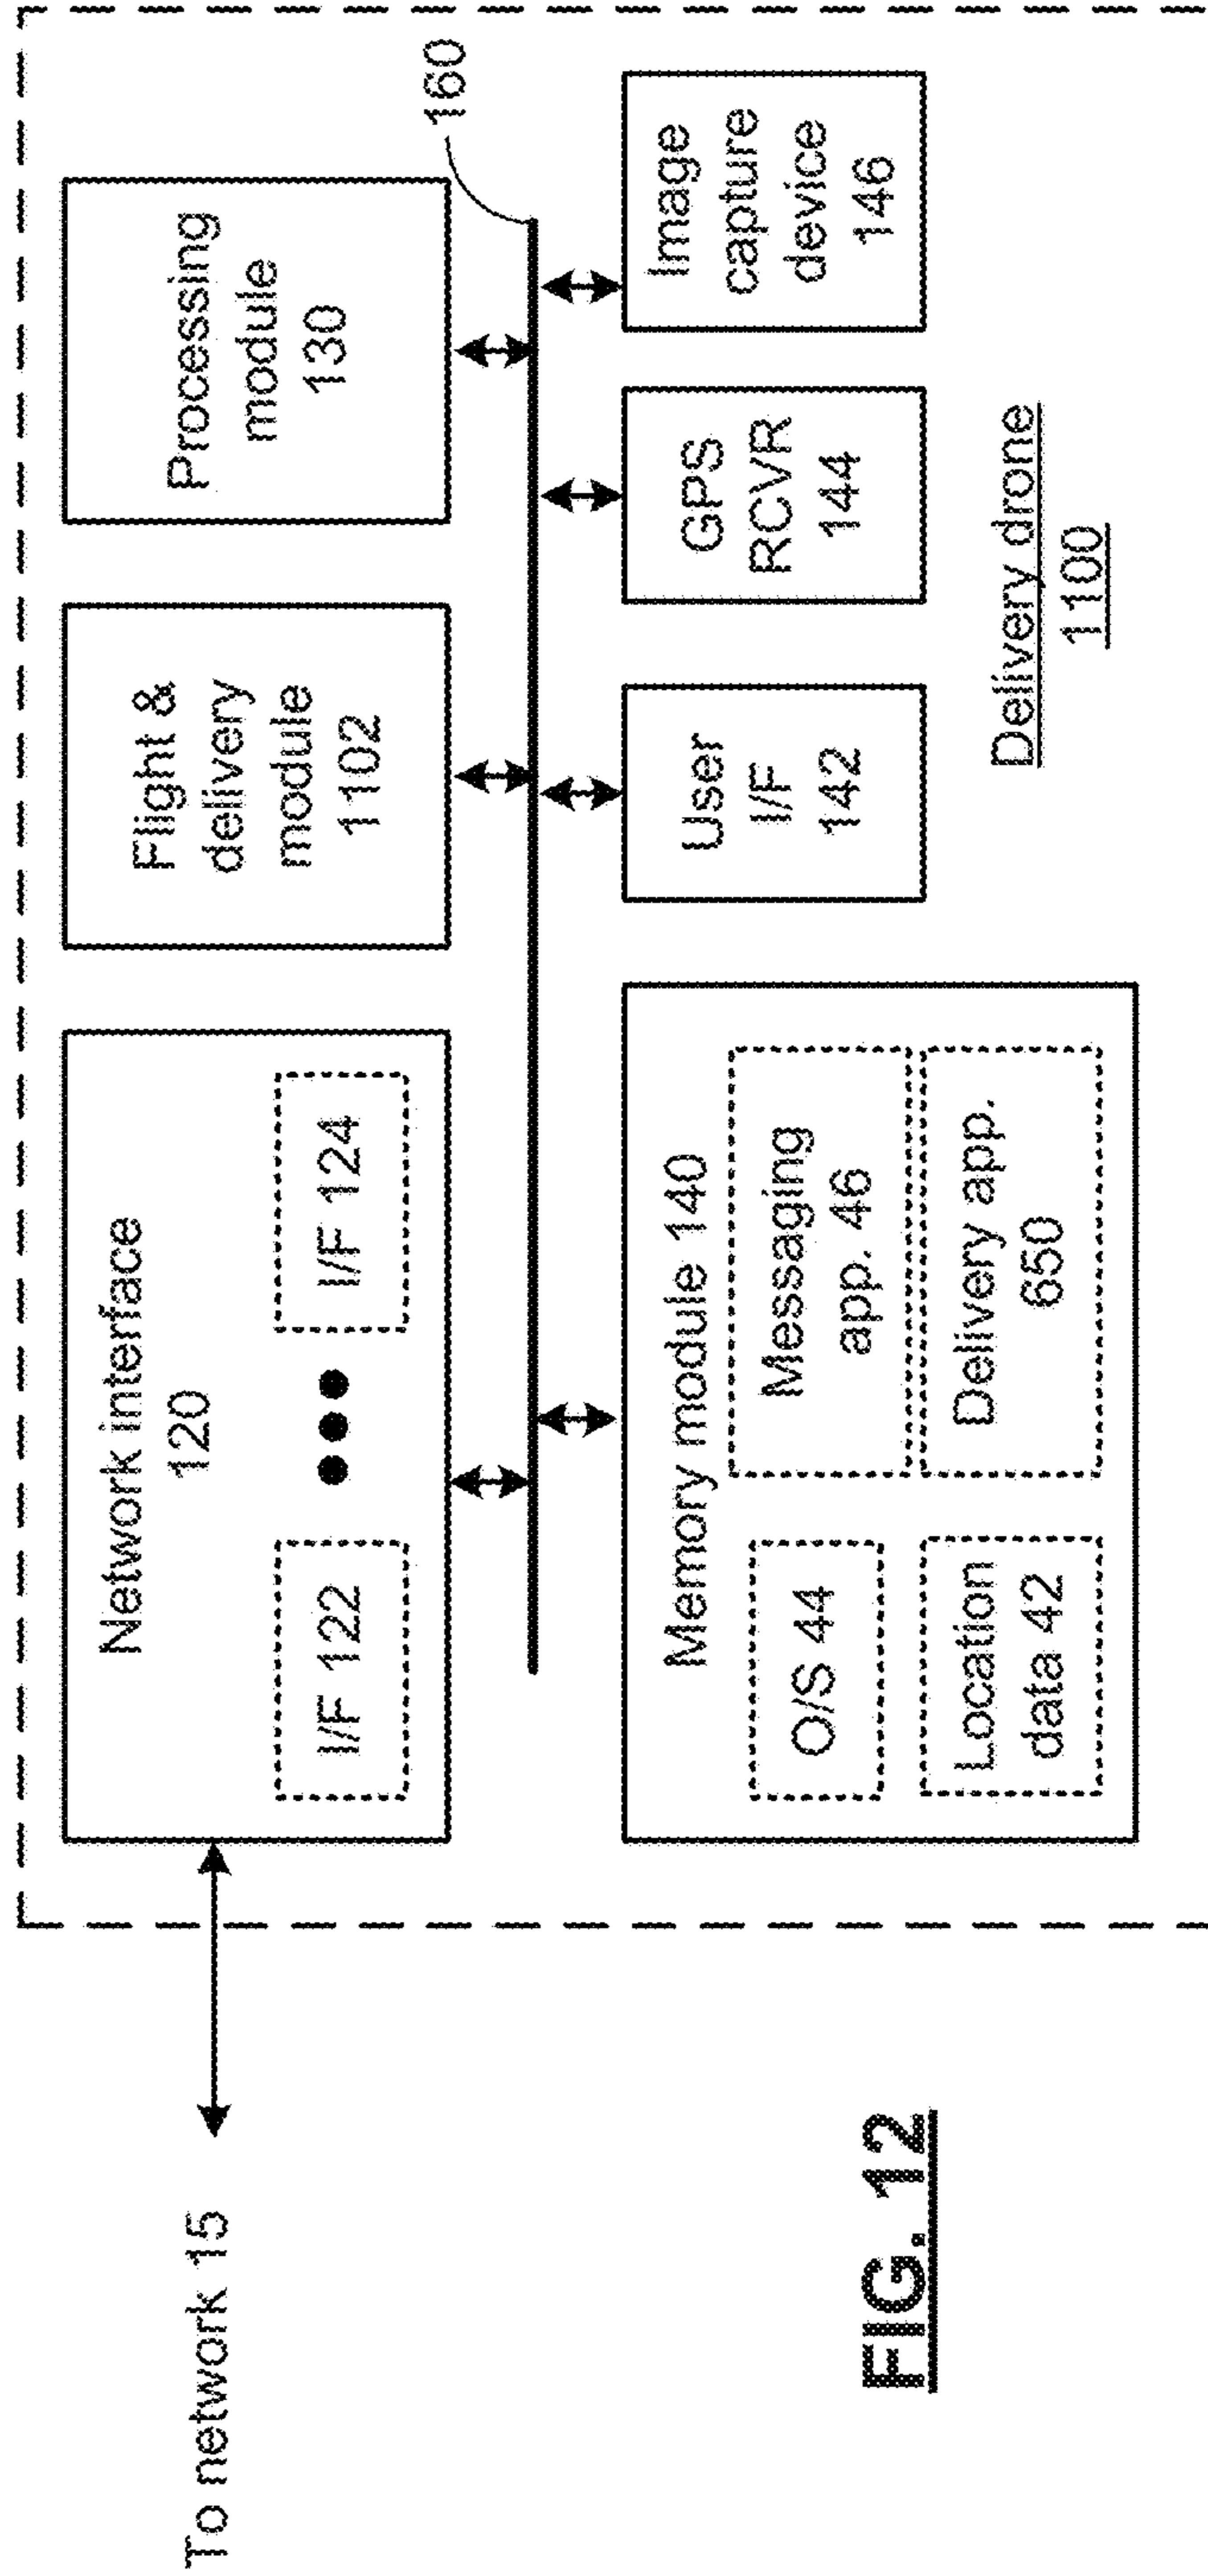 To network 15
Network interface
120
I/F 122
I/F 124
Flight &
delivery
module
1102
Processing
module
130
160
Memory module 140
O/S 44
Messaging
app. 46
Location
data 42
Delivery app.
650
User
I/F
142
GPS
RCVR
144
Image
capture
device
146
Delivery drone
1100
FIG. 12